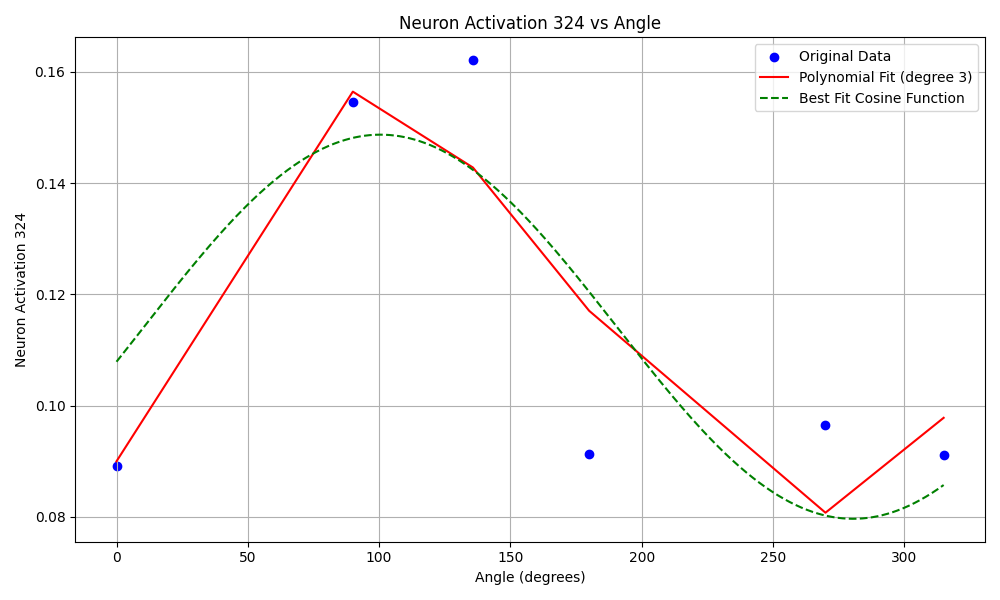 Neuron Activation 324 vs Angle
Original Data
Polynomial Fit (degree 3)
Best Fit Cosine Function
Neuron Activation 324
0.16
0.14
0.12
0.10
0.08
0
50
100
150
200
250
300
Angle (degrees)